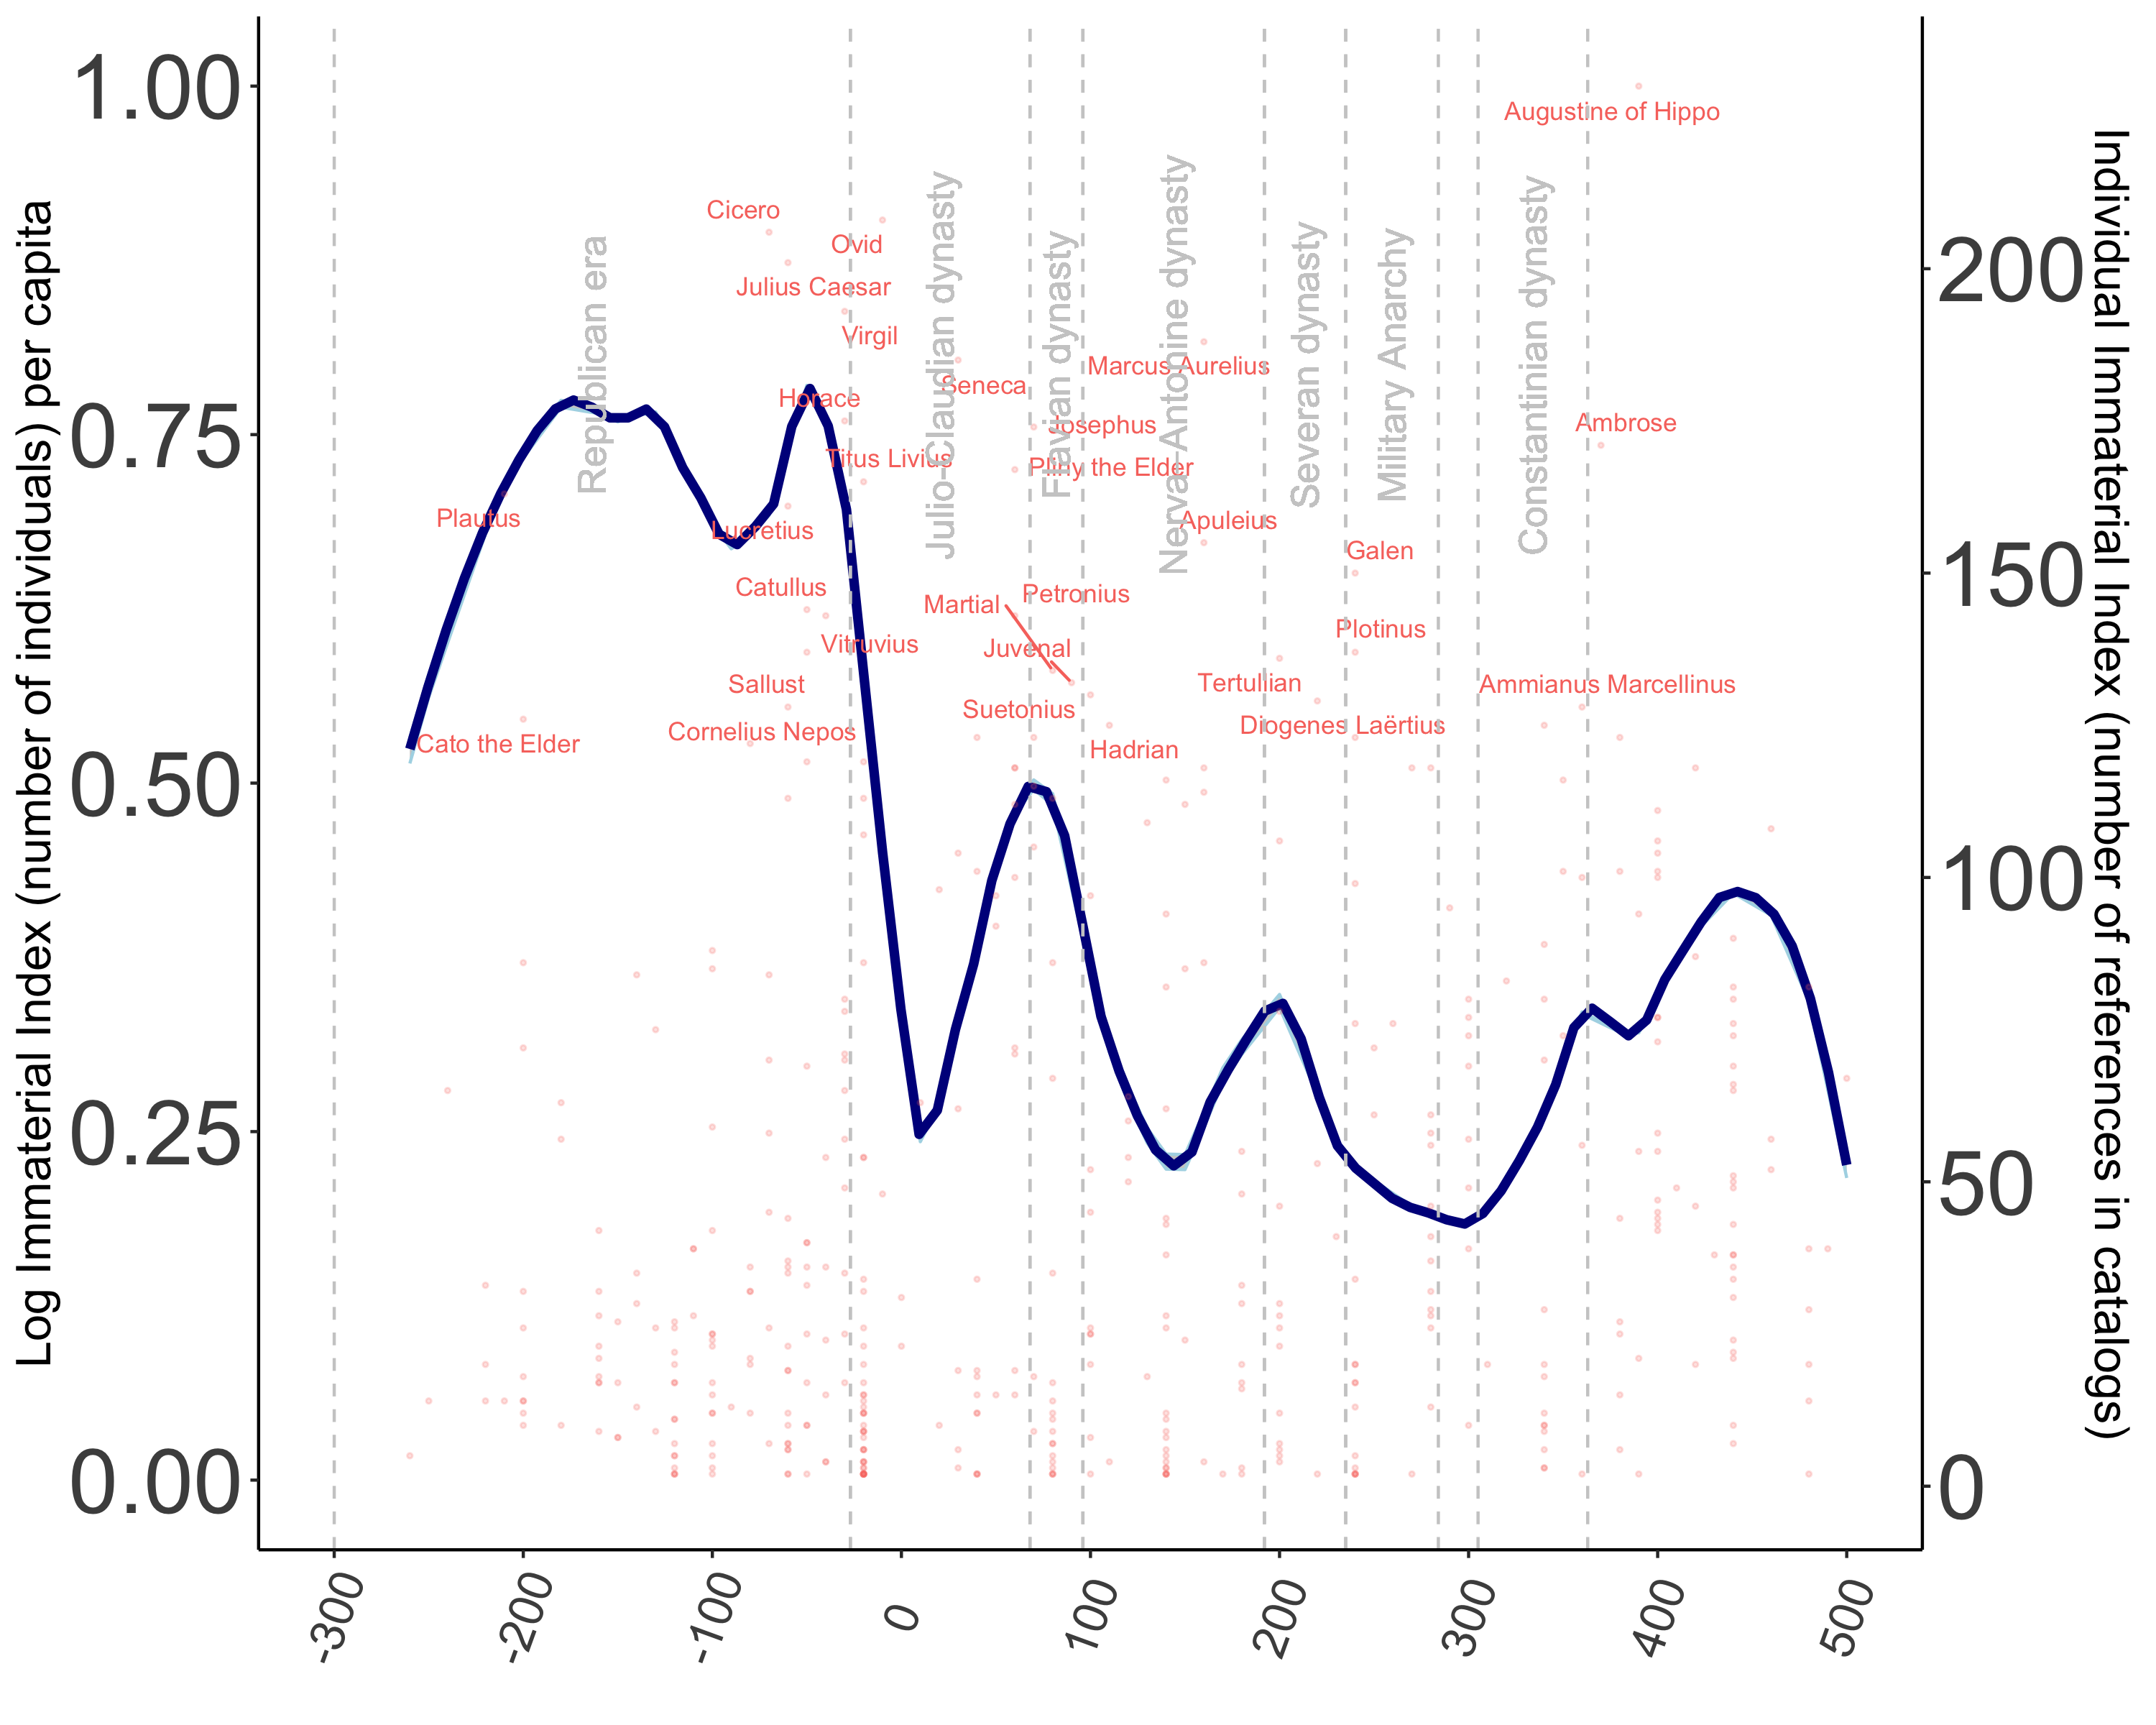 Log Immaterial Index (number of individuals) per capita
1.00
0.75
0.50
0.25
0.00
Individual Immaterial Index (number of references in catalogs)
200
150
100
50
0
-300
-200
-100
0
100
200
300
400
500
Republican era
Julio-Claudian dynasty
Flavian dynasty
Nerva-Antonine dynasty
Severan dynasty
Military Anarchy
Constantinian dynasty
Augustine of Hippo
Cicero
Ovid
Julius Caesar
Virgil
Marcus Aurelius
Seneca
Horace
Josephus
Ambrose
Titus Livius
Pliny the Elder
Plautus
Apuleius
Lucretius
Galen
Catullus
Petronius
Martial
Plotinus
Vitruvius
Juvenal
Sallust
Tertullian
Ammianus Marcellinus
Suetonius
Diogenes Laërtius
Cornelius Nepos
Cato the Elder
Hadrian